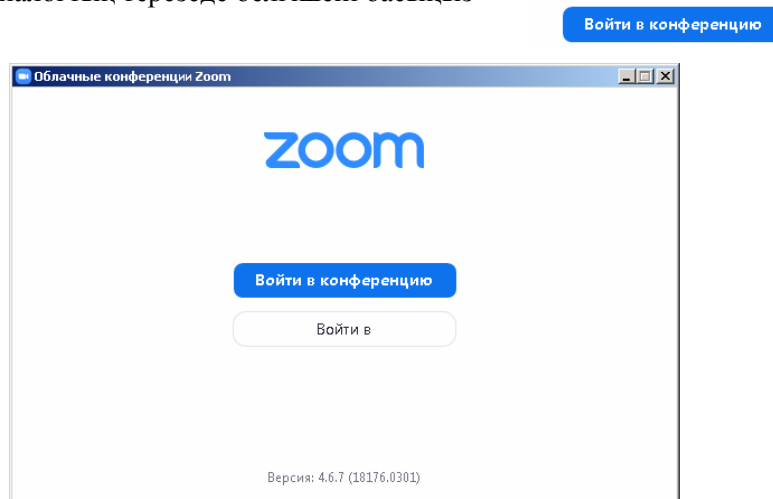 Войти в конференцию
Облачные конференции Zoom
zoom
Войти в конференцию
Войти в
Версия: 4.6.7 (18176.0301)